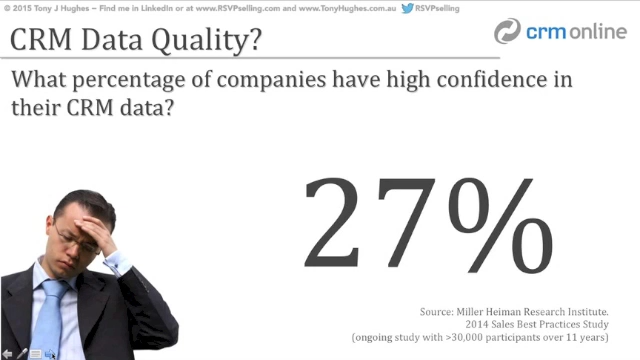 © 2015 Tony J Hughes – Find me in LinkedIn or at www.RSVPselling.com and www.TonyHughes.com.au RSVPselling
CRM Data Quality?
crmonline
What percentage of companies have high confidence in
their CRM data?
27%
Source: Miller Heiman Research Institute.
2014 Sales Best Practices Study
(ongoing study with >30,000 participants over 11 years)